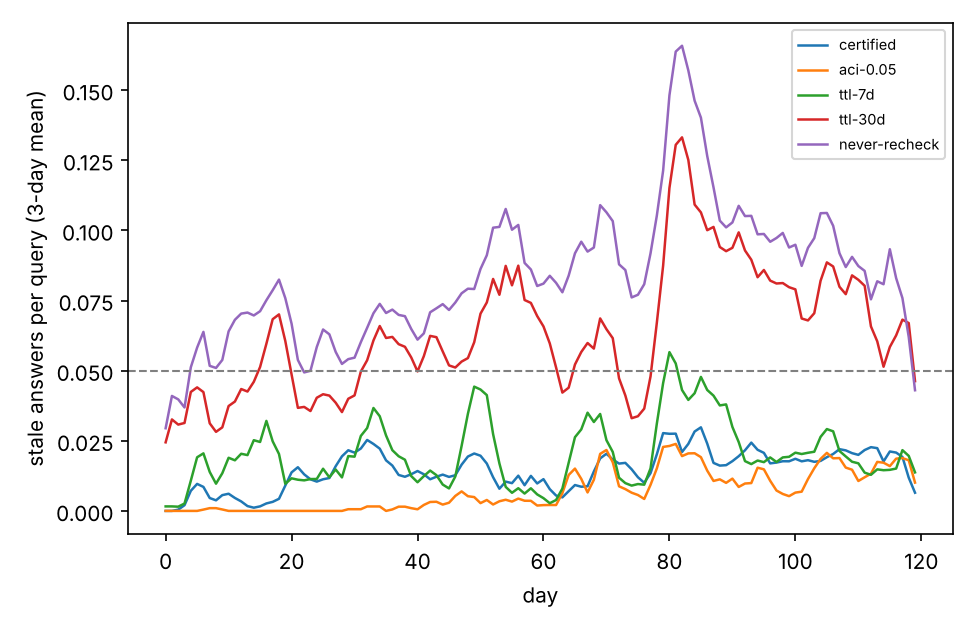 stale answers per query (3-day mean)
0.150
0.125
0.100
0.075
0.050
0.025
0.000
certified
aci-0.05
ttl-7d
ttl-30d
never-recheck
0 20 40 60 80 100 120
day